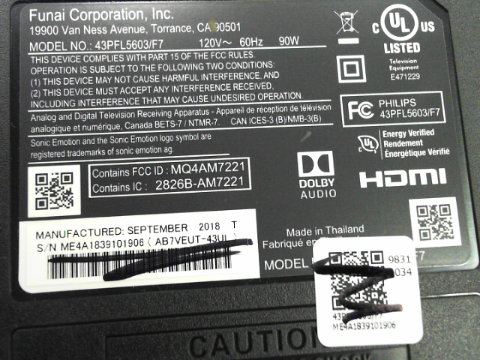 Funai Corporation, Inc.
19900 Van Ness Avenue, Torrance, CA 90501
MODEL NO. : 43PFL5603/F7 120V~ 60Hz 90W
THIS DEVICE COMPLIES WITH PART 15 OF THE FCC RULES.
OPERATION IS SUBJECT TO THE FOLLOWING TWO CONDITIONS:
(1) THIS DEVICE MAY NOT CAUSE HARMFUL INTERFERENCE, AND
(2) THIS DEVICE MUST ACCEPT ANY INTERFERENCE RECEIVED,
INCLUDING INTERFERENCE THAT MAY CAUSE UNDESIRED OPERATION.
Analog and Digital Television Receiving Apparatus - Appareil de réception de télévision
analogique et numérique, Canada BETS-7 / NTMR-7. CAN ICES-3 (B)/NMB-3(B)
Sonic Emotion and the Sonic Emotion logo symbol are
registered trademarks of sonic emotion ag.
C UL US
LISTED
Television
Equipment
E471229
FC PHILIPS
43PFL5603/F7
Energy Verified
Rendement
Énergétique Vérifié
Contains FCC ID : MQ4AM7221
Contains IC : 2826B-AM7221
DOLBY
AUDIO
HDMI
MANUFACTURED: SEPTEMBER 2018 T
S/N ME4A1839101906 ( AB7VEUT-43UL )
Made in Thailand
Fabriqué en
MODEL
F7
9831
034
ME4A1839101906
CAUTION